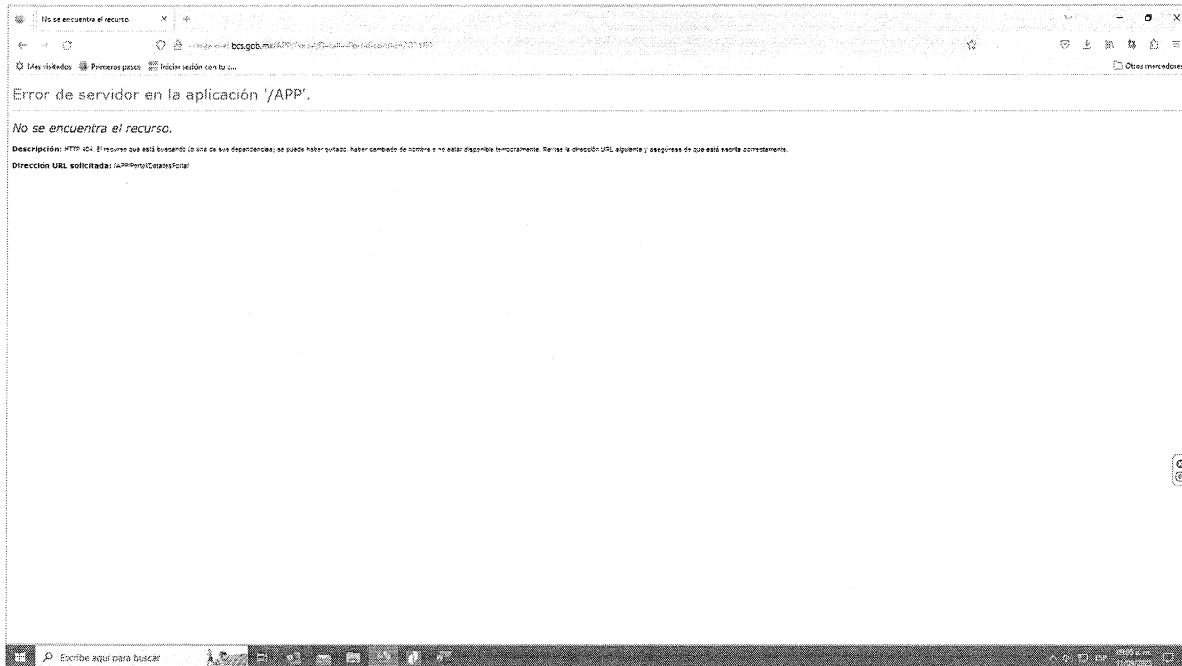 No se encuentra el recurso.
bcs.gob.mx/APP/
Más visitados Primeros pasos Iniciar sesión con tu c...
Otros marcadores
Error de servidor en la aplicación '/APP'.
No se encuentra el recurso.
Descripción: HTTP 404. El recurso que está buscando (o una de sus dependencias) se puede haber quitado, haber cambiado de nombre o no estar disponible temporalmente. Revise la dirección URL siguiente y asegúrese de que está escrita correctamente.
Dirección URL solicitada: /APP/Portal/DetallesPortal
Escribe aquí para buscar
ESP
09:05 a. m.